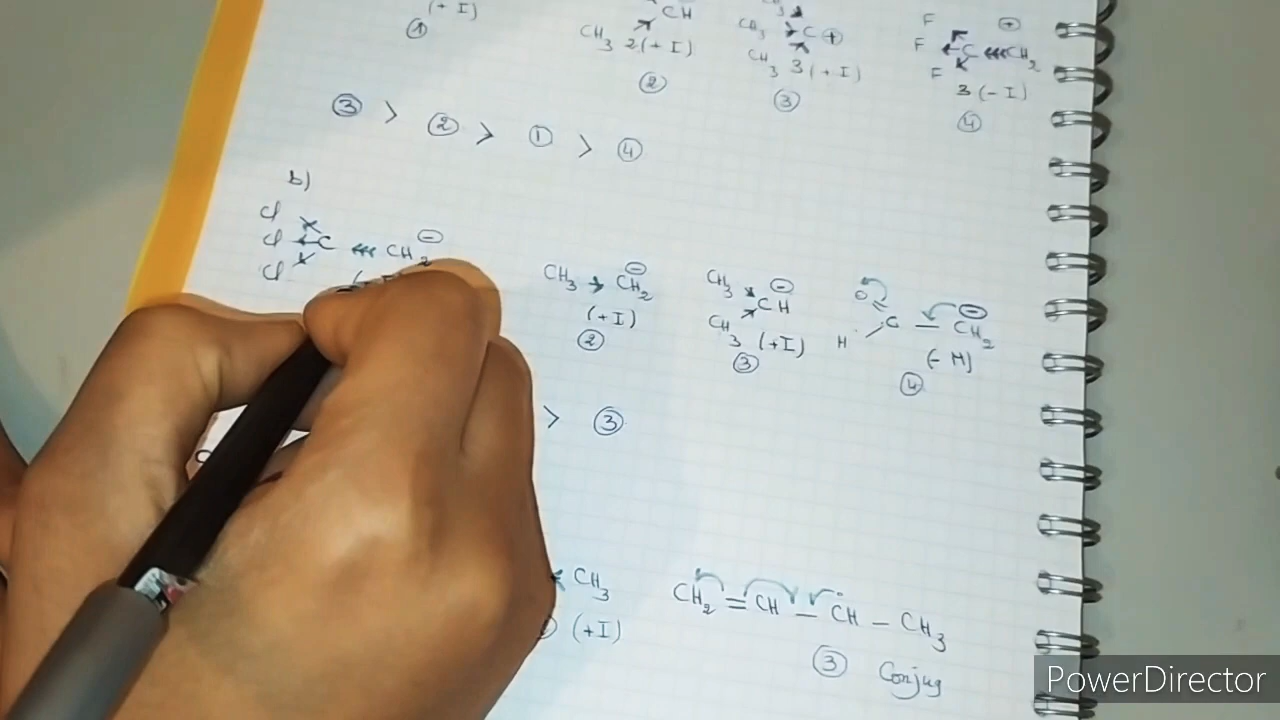 (+ I)
①
CH
CH3 2(+ I)
②
CH3
CH3 C +
CH3 3 (+ I)
③
F
F C CH2
F
+
3 (- I)
④
③ > ② > ① > ④
b)
Cl
Cl C CH2
Cl
-
CH3 CH2
-
(+I)
②
CH3
CH
CH3
-
(+I)
③
O
C — CH2
H
-
(- M)
④
> ③
CH3
(+I)
CH2 = CH — CH — CH3
③ Conjug
PowerDirector